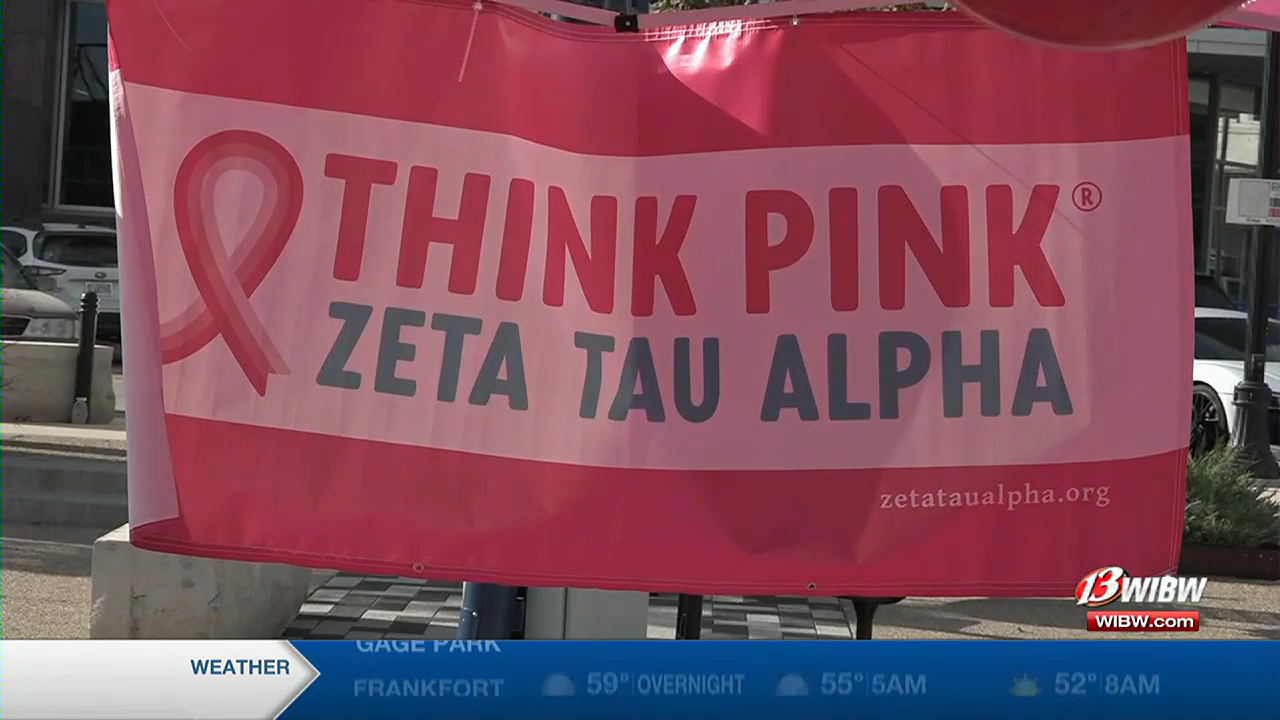 THINK PINK®
ZETA TAU ALPHA
zetataualpha.org
13 WIBW
WIBW.com
WEATHER
GAGE PARK
FRANKFORT 59° OVERNIGHT 55° 5AM 52° 8AM